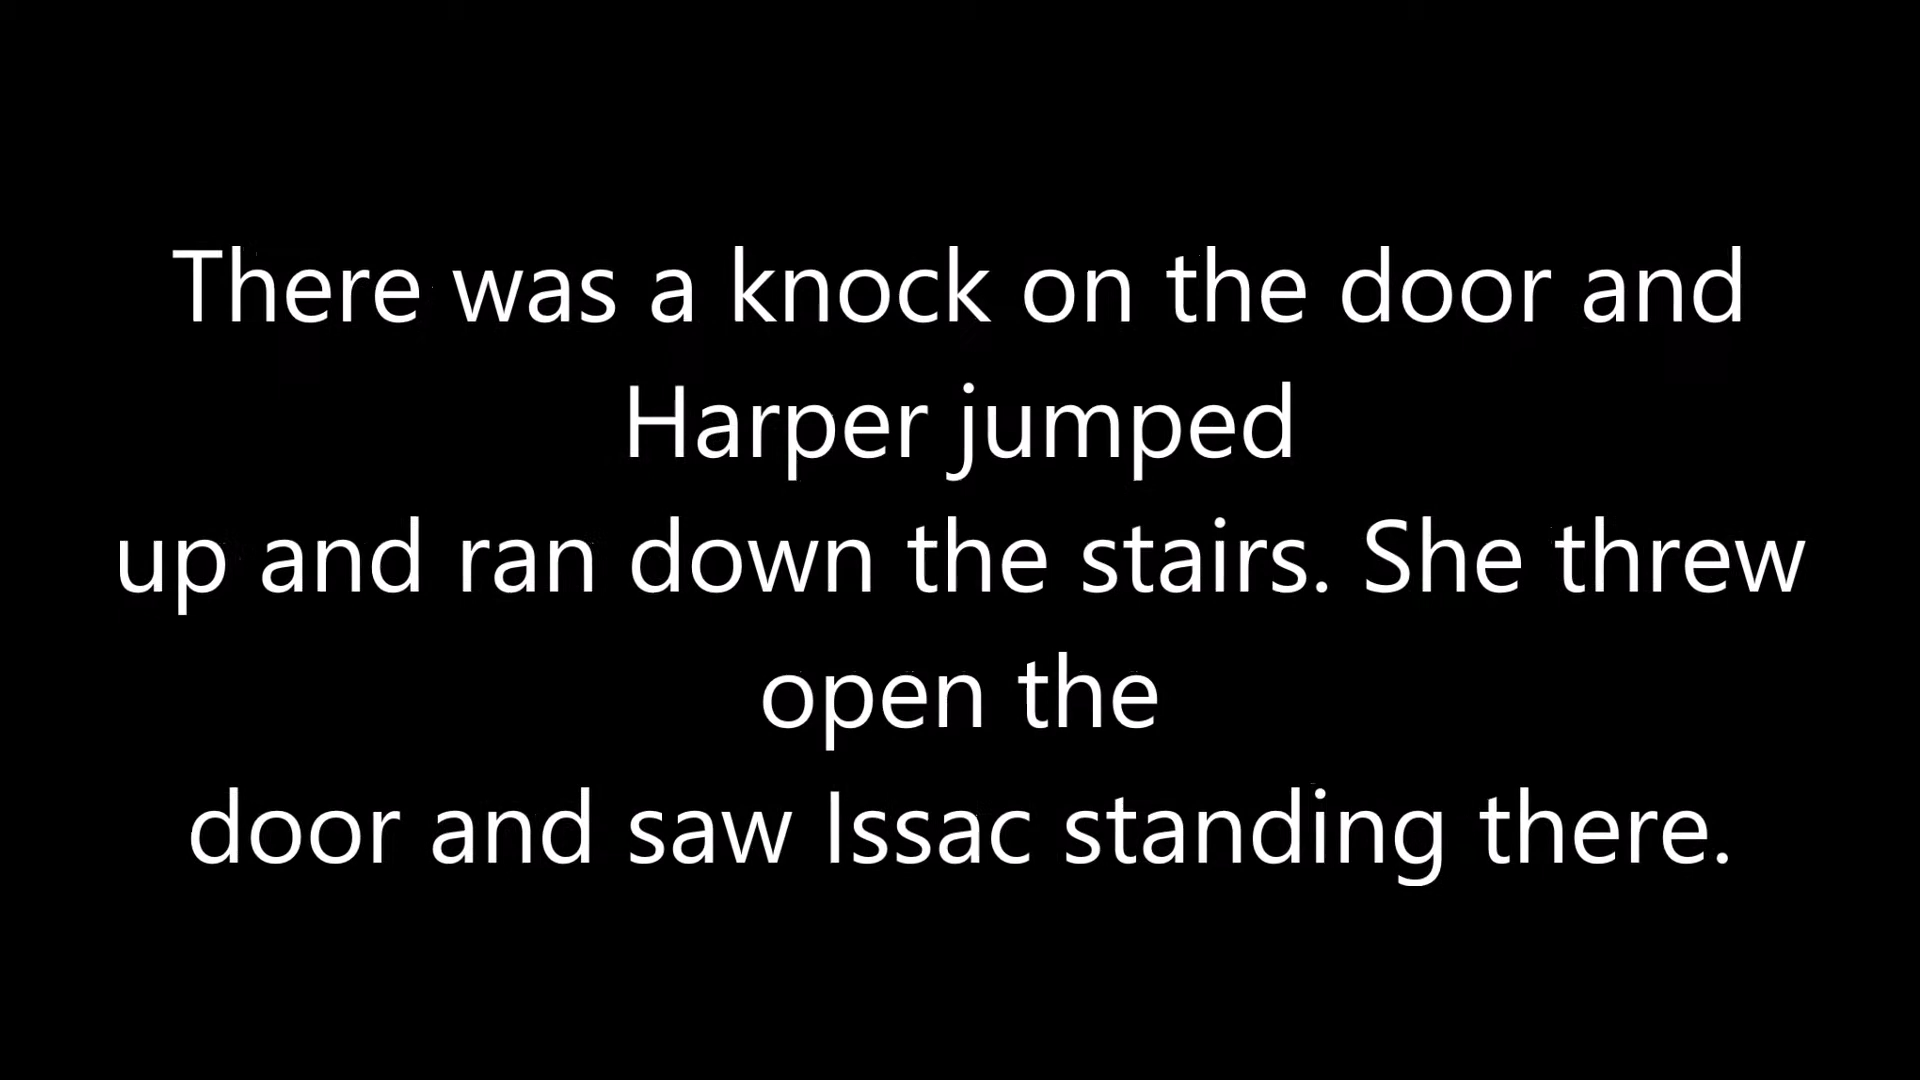 There was a knock on the door and
Harper jumped
up and ran down the stairs. She threw
open the
door and saw Issac standing there.